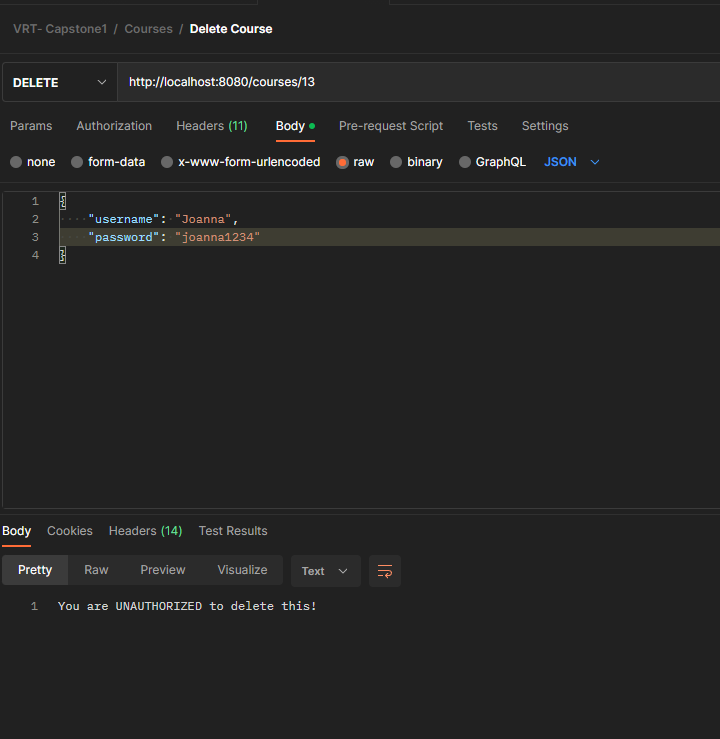 VRT- Capstone1 / Courses / Delete Course
DELETE http://localhost:8080/courses/13
Params Authorization Headers (11) Body Pre-request Script Tests Settings
none form-data x-www-form-urlencoded raw binary GraphQL JSON
1 {
2 "username": "Joanna",
3 "password": "joanna1234"
4 }
Body Cookies Headers (14) Test Results
Pretty Raw Preview Visualize Text
1 You are UNAUTHORIZED to delete this!